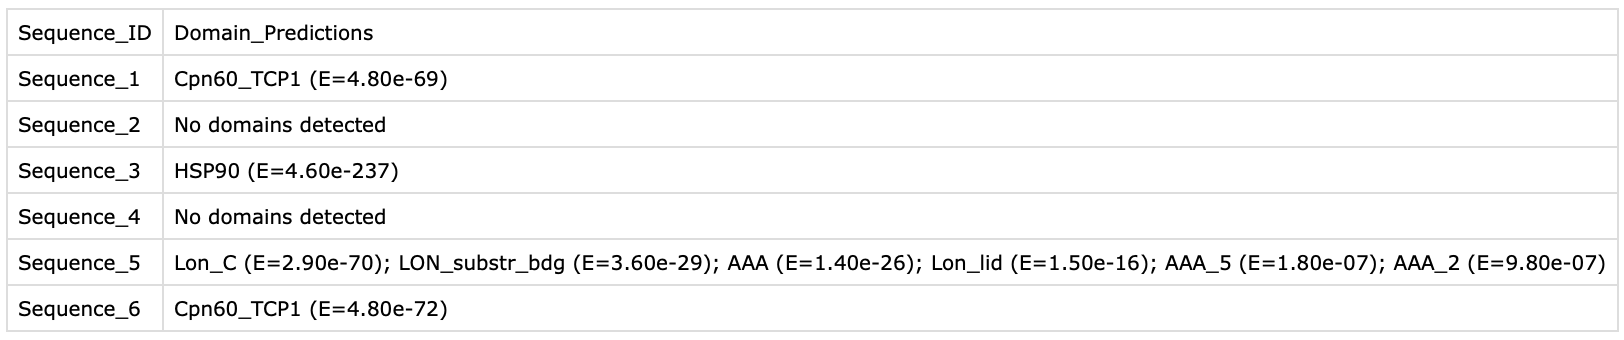 Sequence_ID Domain_Predictions
Sequence_1 Cpn60_TCP1 (E=4.80e-69)
Sequence_2 No domains detected
Sequence_3 HSP90 (E=4.60e-237)
Sequence_4 No domains detected
Sequence_5 Lon_C (E=2.90e-70); LON_substr_bdg (E=3.60e-29); AAA (E=1.40e-26); Lon_lid (E=1.50e-16); AAA_5 (E=1.80e-07); AAA_2 (E=9.80e-07)
Sequence_6 Cpn60_TCP1 (E=4.80e-72)